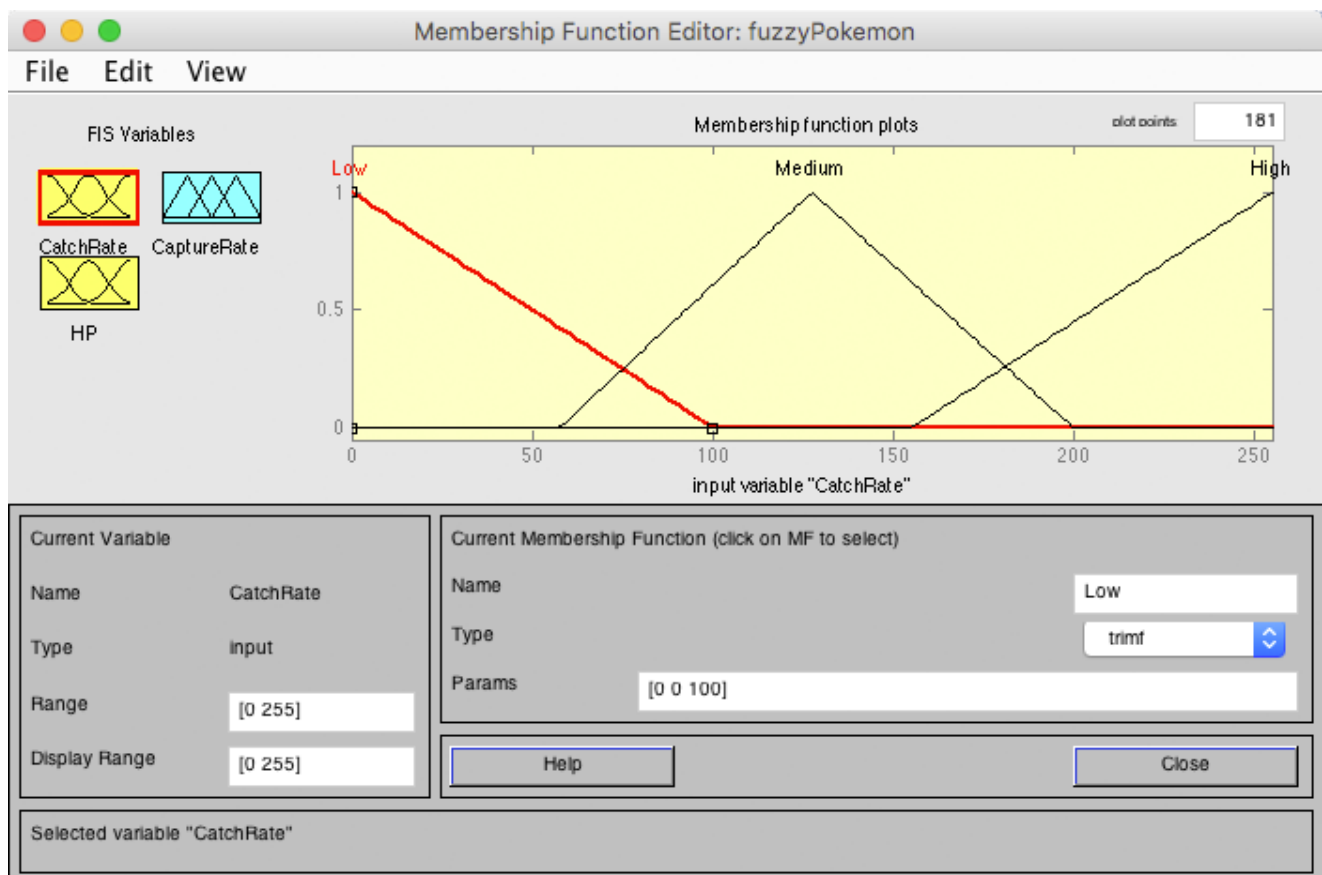 Membership Function Editor: fuzzyPokemon
File Edit View
FIS Variables
Membership function plots
plot points 181
CatchRate CaptureRate
HP
Low Medium High
1
0.5
0
0 50 100 150 200 250
input variable "CatchRate"
Current Variable
Name CatchRate
Type input
Range [0 255]
Display Range [0 255]
Current Membership Function (click on MF to select)
Name Low
Type trimf
Params [0 0 100]
Help Close
Selected variable "CatchRate"